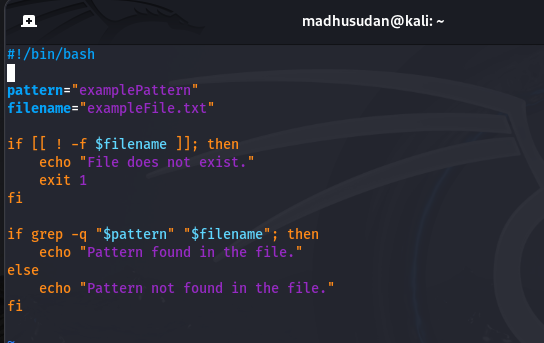 madhusudan@kali: ~
#!/bin/bash
pattern="examplePattern"
filename="exampleFile.txt"
if [[ ! -f $filename ]]; then
    echo "File does not exist."
    exit 1
fi
if grep -q "$pattern" "$filename"; then
    echo "Pattern found in the file."
else
    echo "Pattern not found in the file."
fi
~